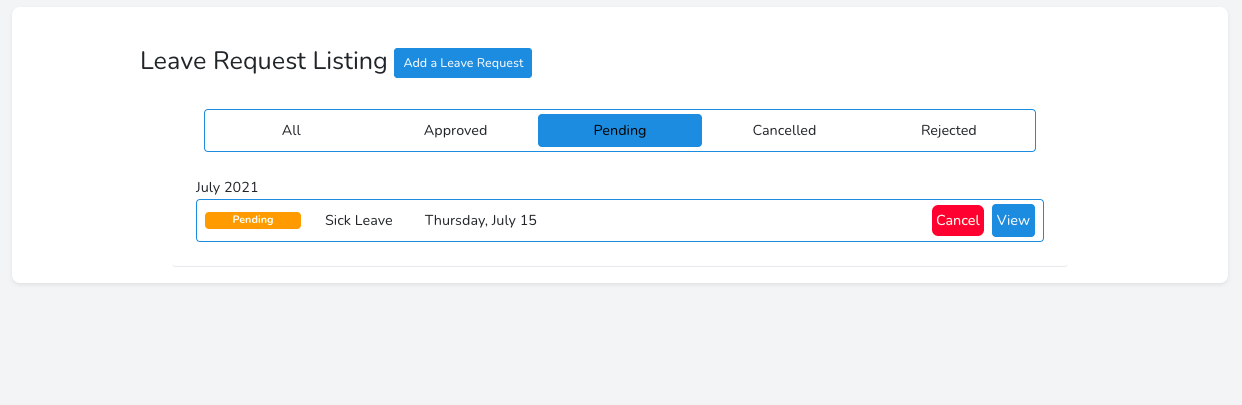 Leave Request Listing Add a Leave Request
All Approved Pending Cancelled Rejected
July 2021
Pending Sick Leave Thursday, July 15 Cancel View